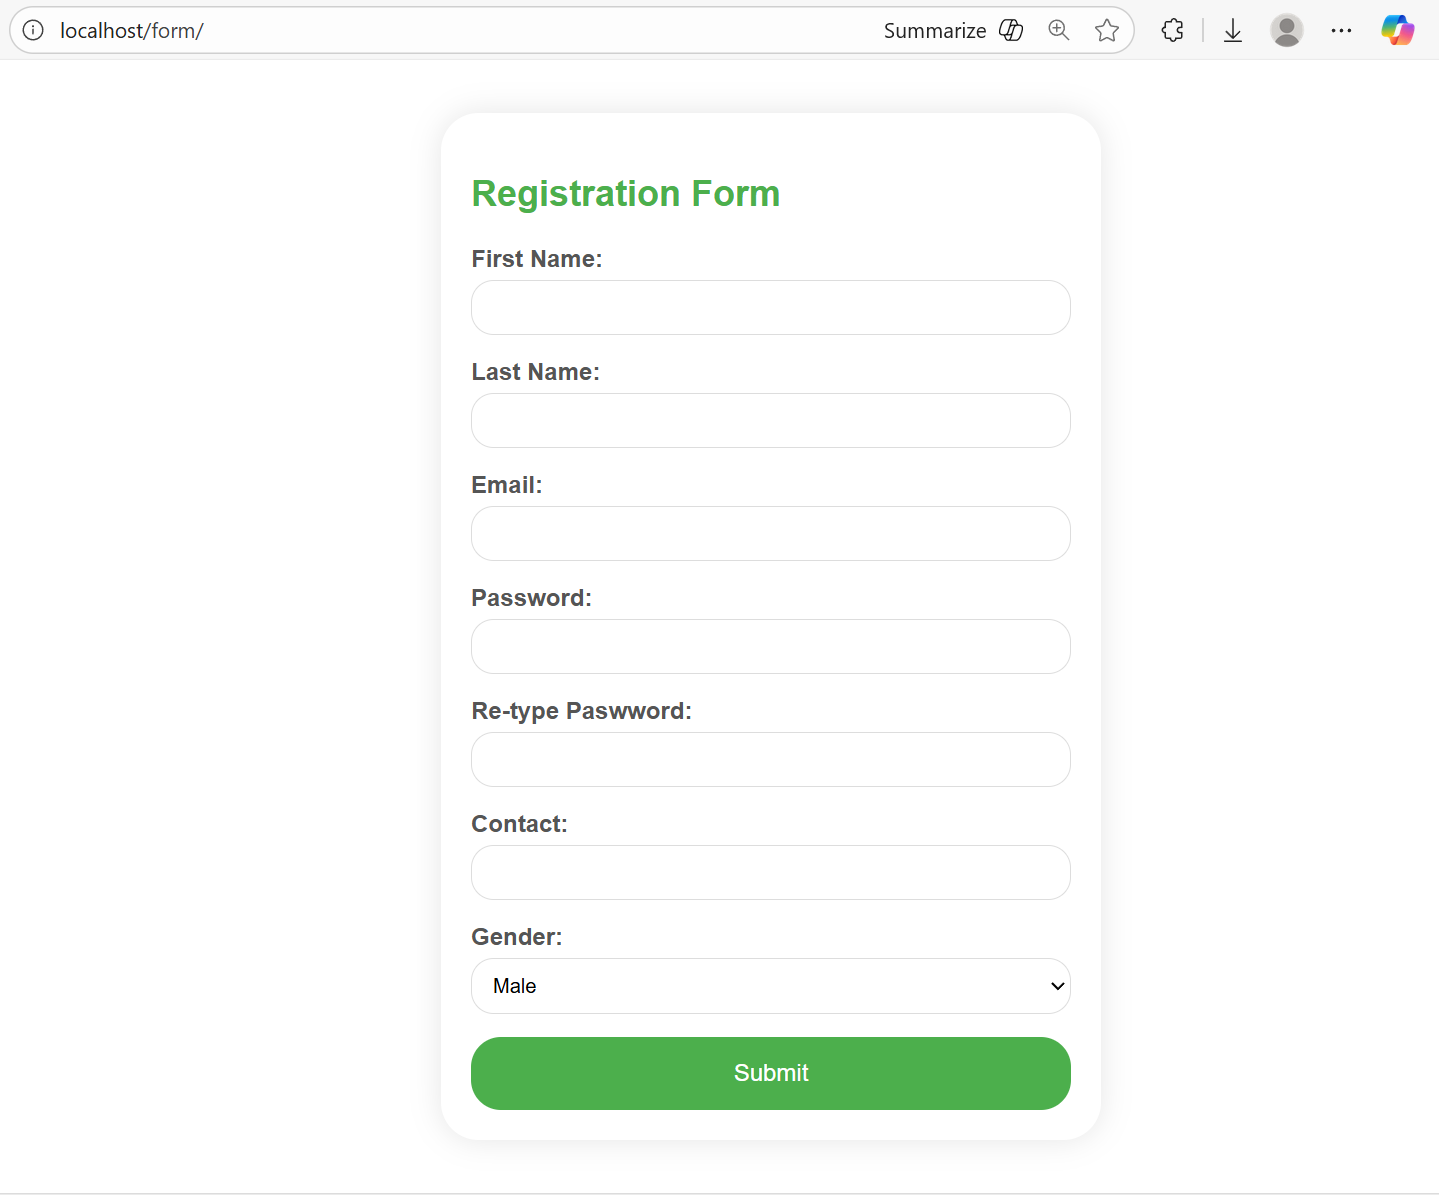 localhost/form/
Summarize
Registration Form
First Name:
Last Name:
Email:
Password:
Re-type Paswword:
Contact:
Gender:
Male
Submit